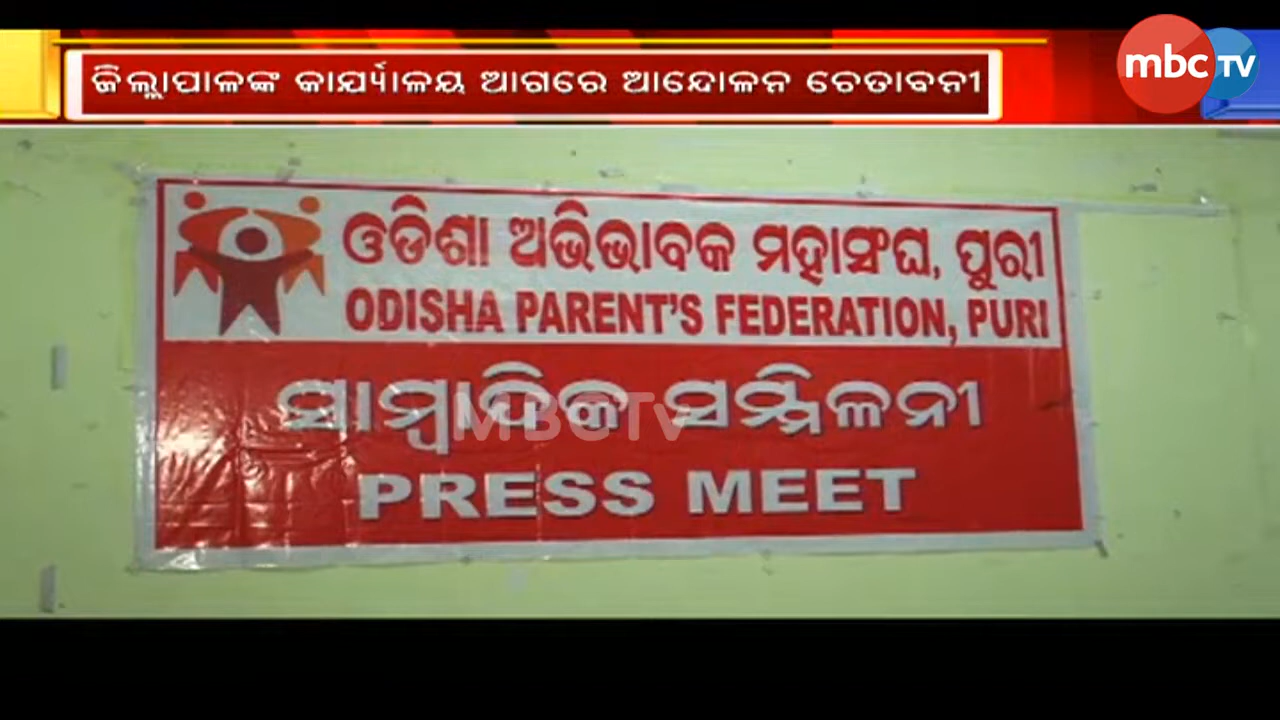 ଜିଲ୍ଲାପାଳଙ୍କ କାର୍ଯ୍ୟାଳୟ ଆଗରେ ଆନ୍ଦୋଳନ ଚେତାବନୀ
mbc TV
ଓଡିଶା ଅଭିଭାବକ ମହାସଂଘ, ପୁରୀ
ODISHA PARENT'S FEDERATION, PURI
ସାମ୍ବାଦିକ ସମ୍ମିଳନୀ
MBCTv
PRESS MEET